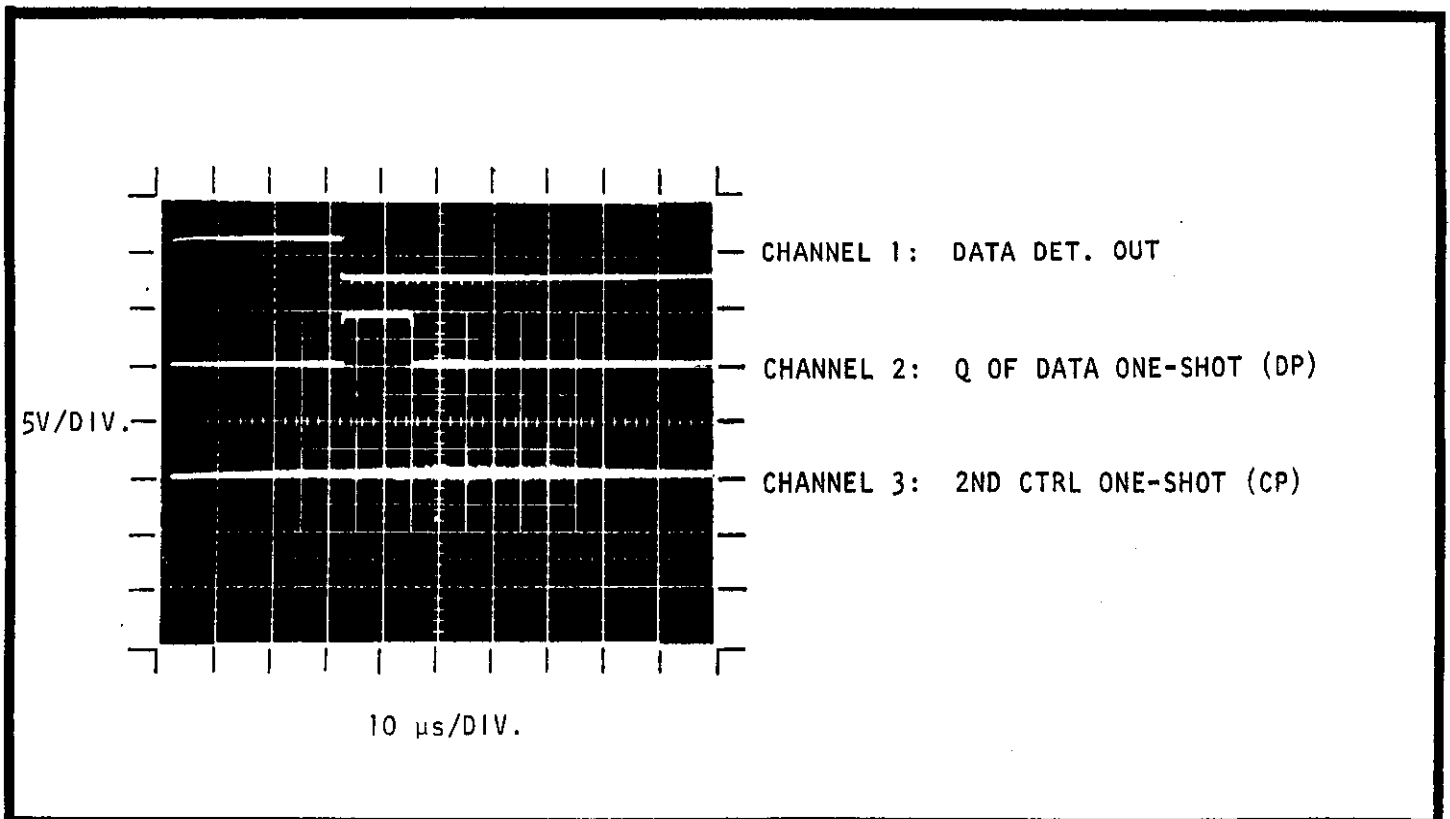 CHANNEL 1: DATA DET. OUT
CHANNEL 2: Q OF DATA ONE-SHOT (DP)
5V/DIV.
CHANNEL 3: 2ND CTRL ONE-SHOT (CP)
10 µs/DIV.